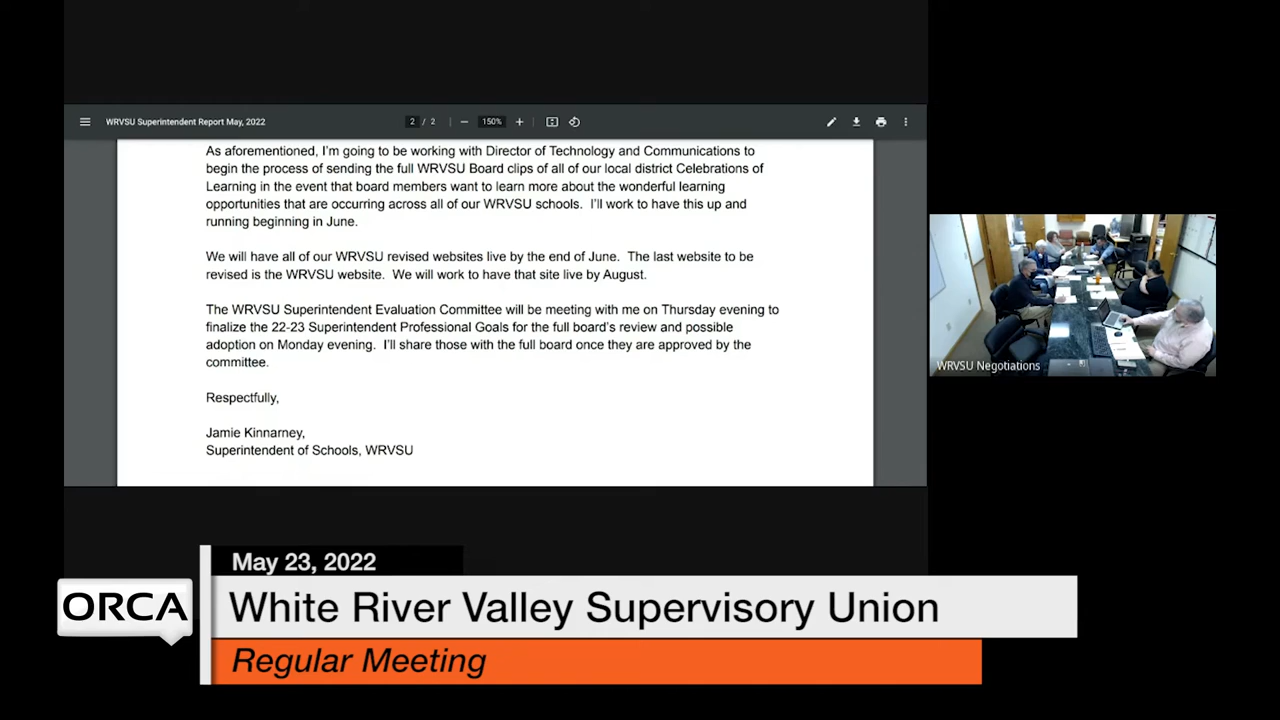 WRVSU Superintendent Report May, 2022
2 / 2
150%
As aforementioned, I'm going to be working with Director of Technology and Communications to
begin the process of sending the full WRVSU Board clips of all of our local district Celebrations of
Learning in the event that board members want to learn more about the wonderful learning
opportunities that are occurring across all of our WRVSU schools.  I'll work to have this up and
running beginning in June.
We will have all of our WRVSU revised websites live by the end of June.  The last website to be
revised is the WRVSU website.  We will work to have that site live by August.
The WRVSU Superintendent Evaluation Committee will be meeting with me on Thursday evening to
finalize the 22-23 Superintendent Professional Goals for the full board's review and possible
adoption on Monday evening.  I'll share those with the full board once they are approved by the
committee.
Respectfully,
Jamie Kinnarney,
Superintendent of Schools, WRVSU
WRVSU Negotiations
May 23, 2022
ORCA
White River Valley Supervisory Union
Regular Meeting